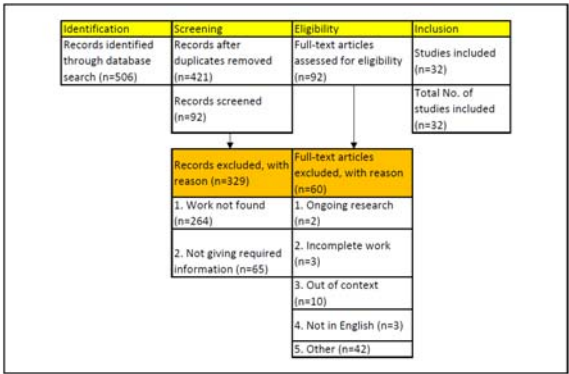 Identification
Screening
Eligibility
Inclusion
Records identified
through database
search (n=506)
Records after
duplicates removed
(n=421)
Full-text articles
assessed for eligibility
(n=92)
Studies included
(n=32)
Records screened
(n=92)
Total No. of
studies included
(n=32)
Records excluded, with
reason (n=329)
Full-text articles
excluded, with reason
(n=60)
1. Work not found
(n=264)
1. Ongoing research
(n=2)
2. Not giving required
information (n=65)
2. Incomplete work
(n=3)
3. Out of context
(n=10)
4. Not in English (n=3)
5. Other (n=42)